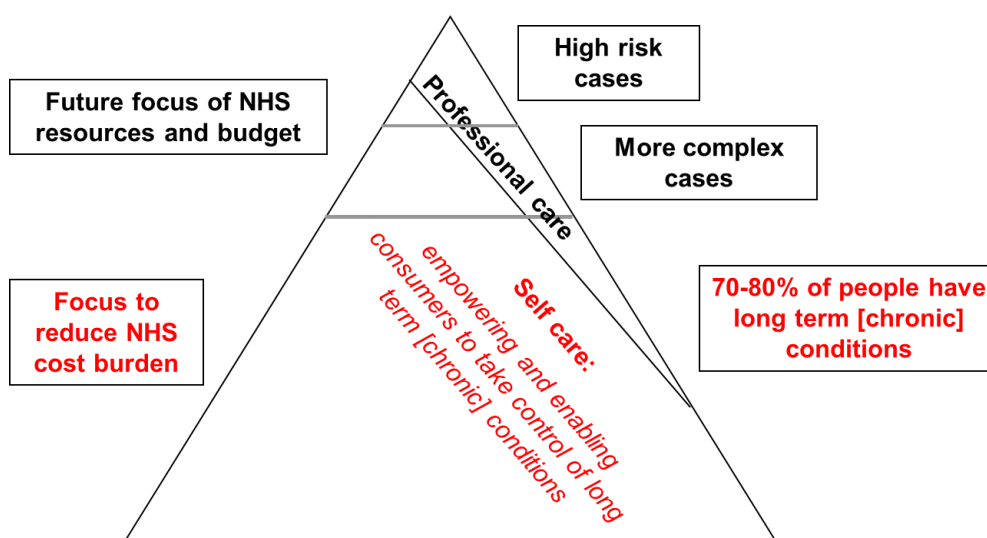 High risk
cases
Future focus of NHS
resources and budget
Professional care
More complex
cases
Focus to
reduce NHS
cost burden
Self care:
empowering and enabling
consumers to take control of long
term [chronic] conditions
70-80% of people have
long term [chronic]
conditions